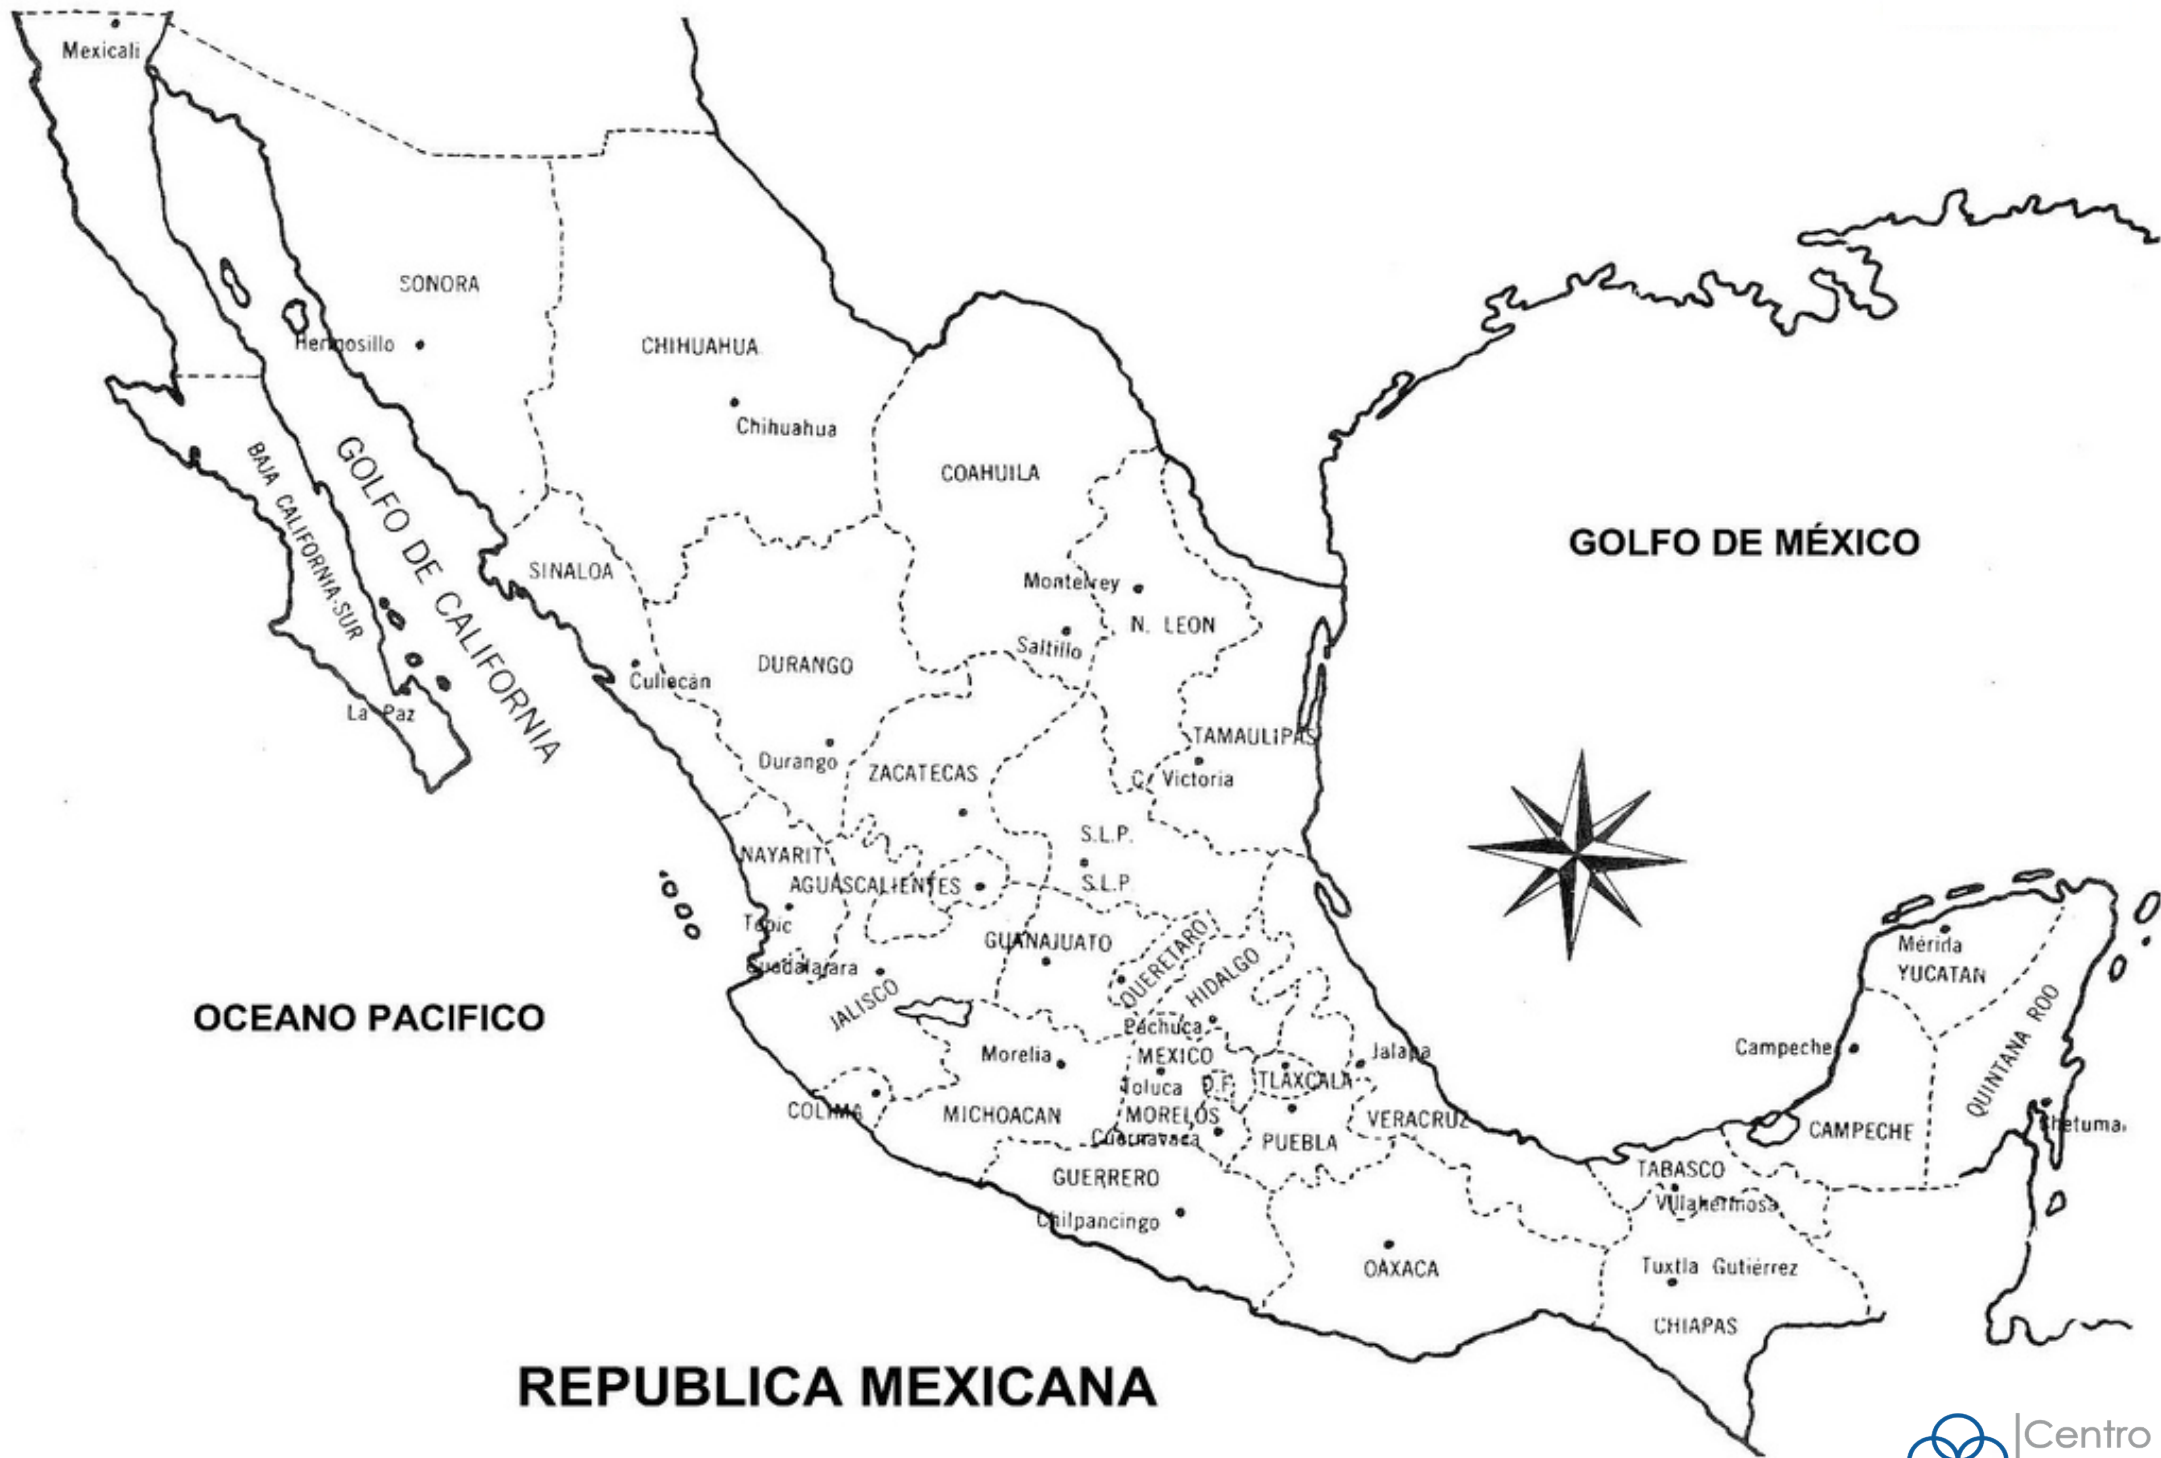 Mexicali
SONORA
Hermosillo
CHIHUAHUA
Chihuahua
BAJA CALIFORNIA SUR
GOLFO DE CALIFORNIA
COAHUILA
GOLFO DE MÉXICO
SINALOA
Monterrey
N. LEON
Saltillo
DURANGO
Culiacán
La Paz
TAMAULIPAS
Durango
ZACATECAS
C. Victoria
S.L.P.
NAYARIT
AGUASCALIENTES
S.L.P.
Tepic
GUANAJUATO
QUERETARO
HIDALGO
Mérida
YUCATAN
Guadalajara
JALISCO
OCEANO PACIFICO
Pachuca
QUINTANA ROO
Morelia
MEXICO
Jalapa
Campeche
Toluca
D.F.
TLAXCALA
COLIMA
MICHOACAN
MORELOS
VERACRUZ
Cuernavaca
PUEBLA
CAMPECHE
Chetumal
GUERRERO
TABASCO
Villahermosa
Chilpancingo
OAXACA
Tuxtla Gutiérrez
CHIAPAS
REPUBLICA MEXICANA
Centro